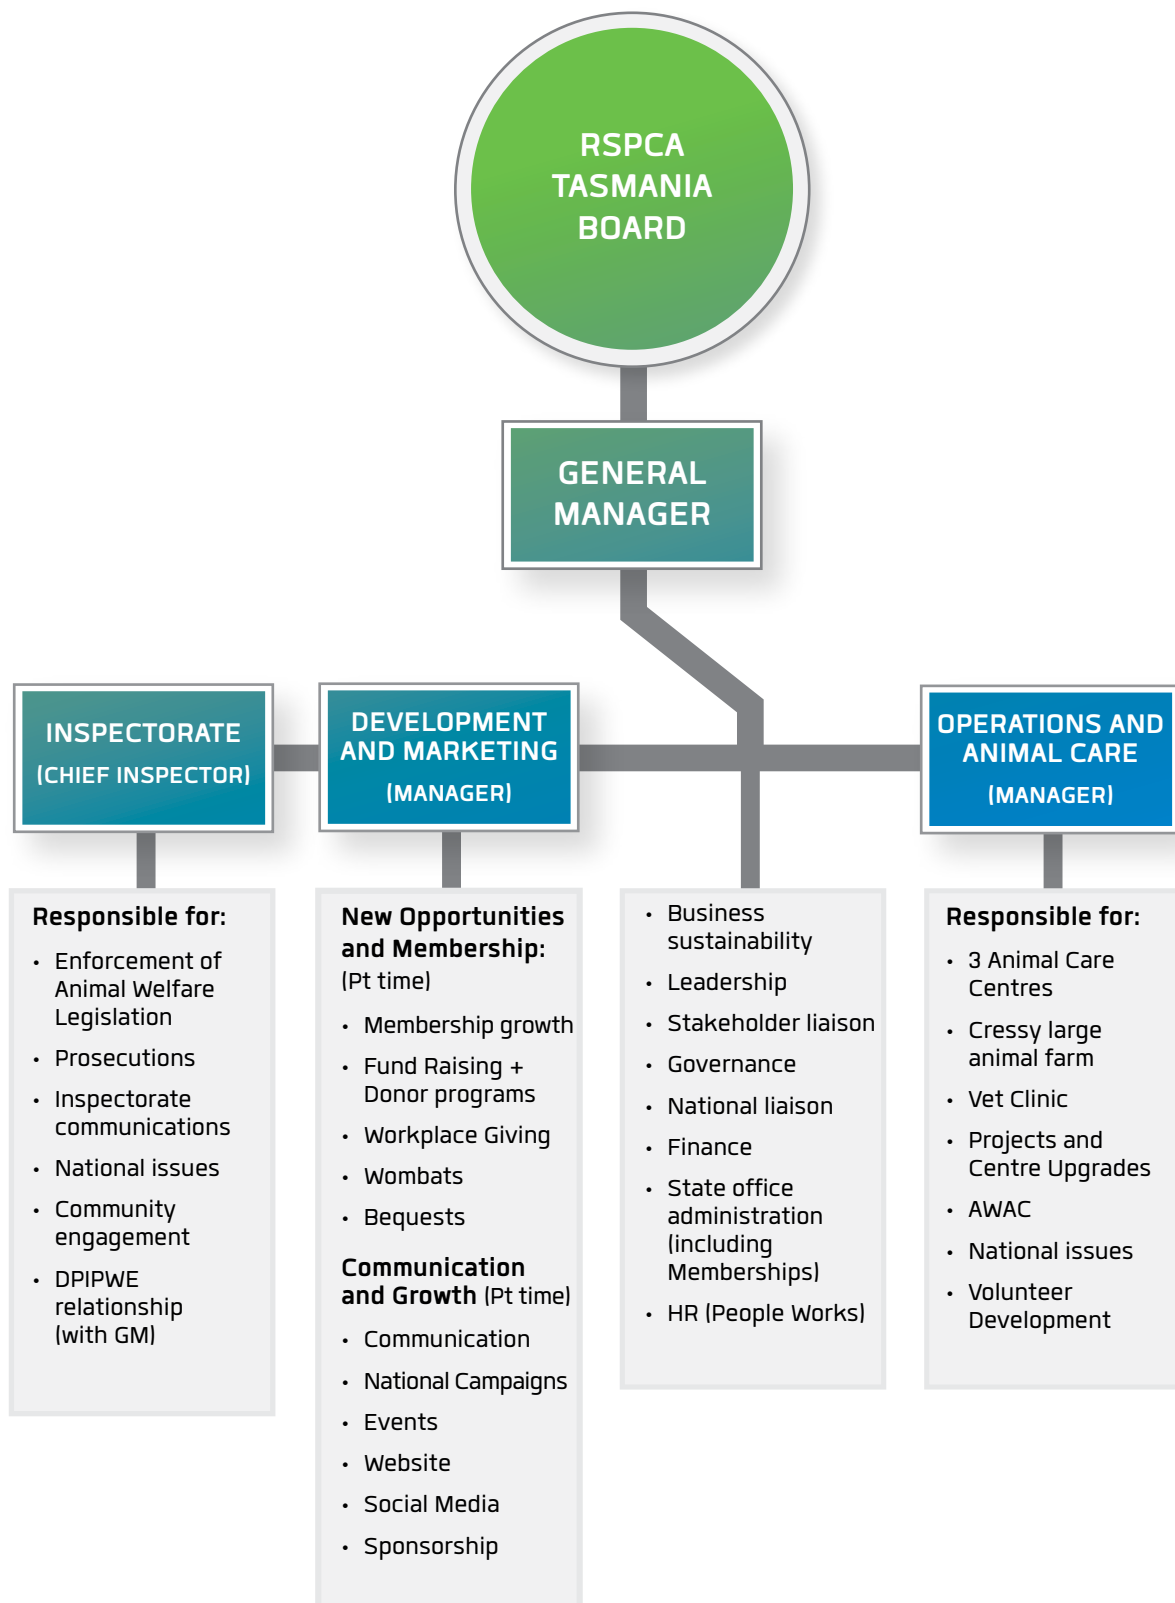 RSPCA
TASMANIA
BOARD
GENERAL
MANAGER
INSPECTORATE
(CHIEF INSPECTOR)
DEVELOPMENT
AND MARKETING
(MANAGER)
OPERATIONS AND
ANIMAL CARE
(MANAGER)
Responsible for:
• Enforcement of
Animal Welfare
Legislation
• Prosecutions
• Inspectorate
communications
• National issues
• Community
engagement
• DPIPWE
relationship
(with GM)
New Opportunities
and Membership:
(Pt time)
• Membership growth
• Fund Raising +
Donor programs
• Workplace Giving
• Wombats
• Bequests
Communication
and Growth (Pt time)
• Communication
• National Campaigns
• Events
• Website
• Social Media
• Sponsorship
• Business
sustainability
• Leadership
• Stakeholder liaison
• Governance
• National liaison
• Finance
• State office
administration
(including
Memberships)
• HR (People Works)
Responsible for:
• 3 Animal Care
Centres
• Cressy large
animal farm
• Vet Clinic
• Projects and
Centre Upgrades
• AWAC
• National issues
• Volunteer
Development